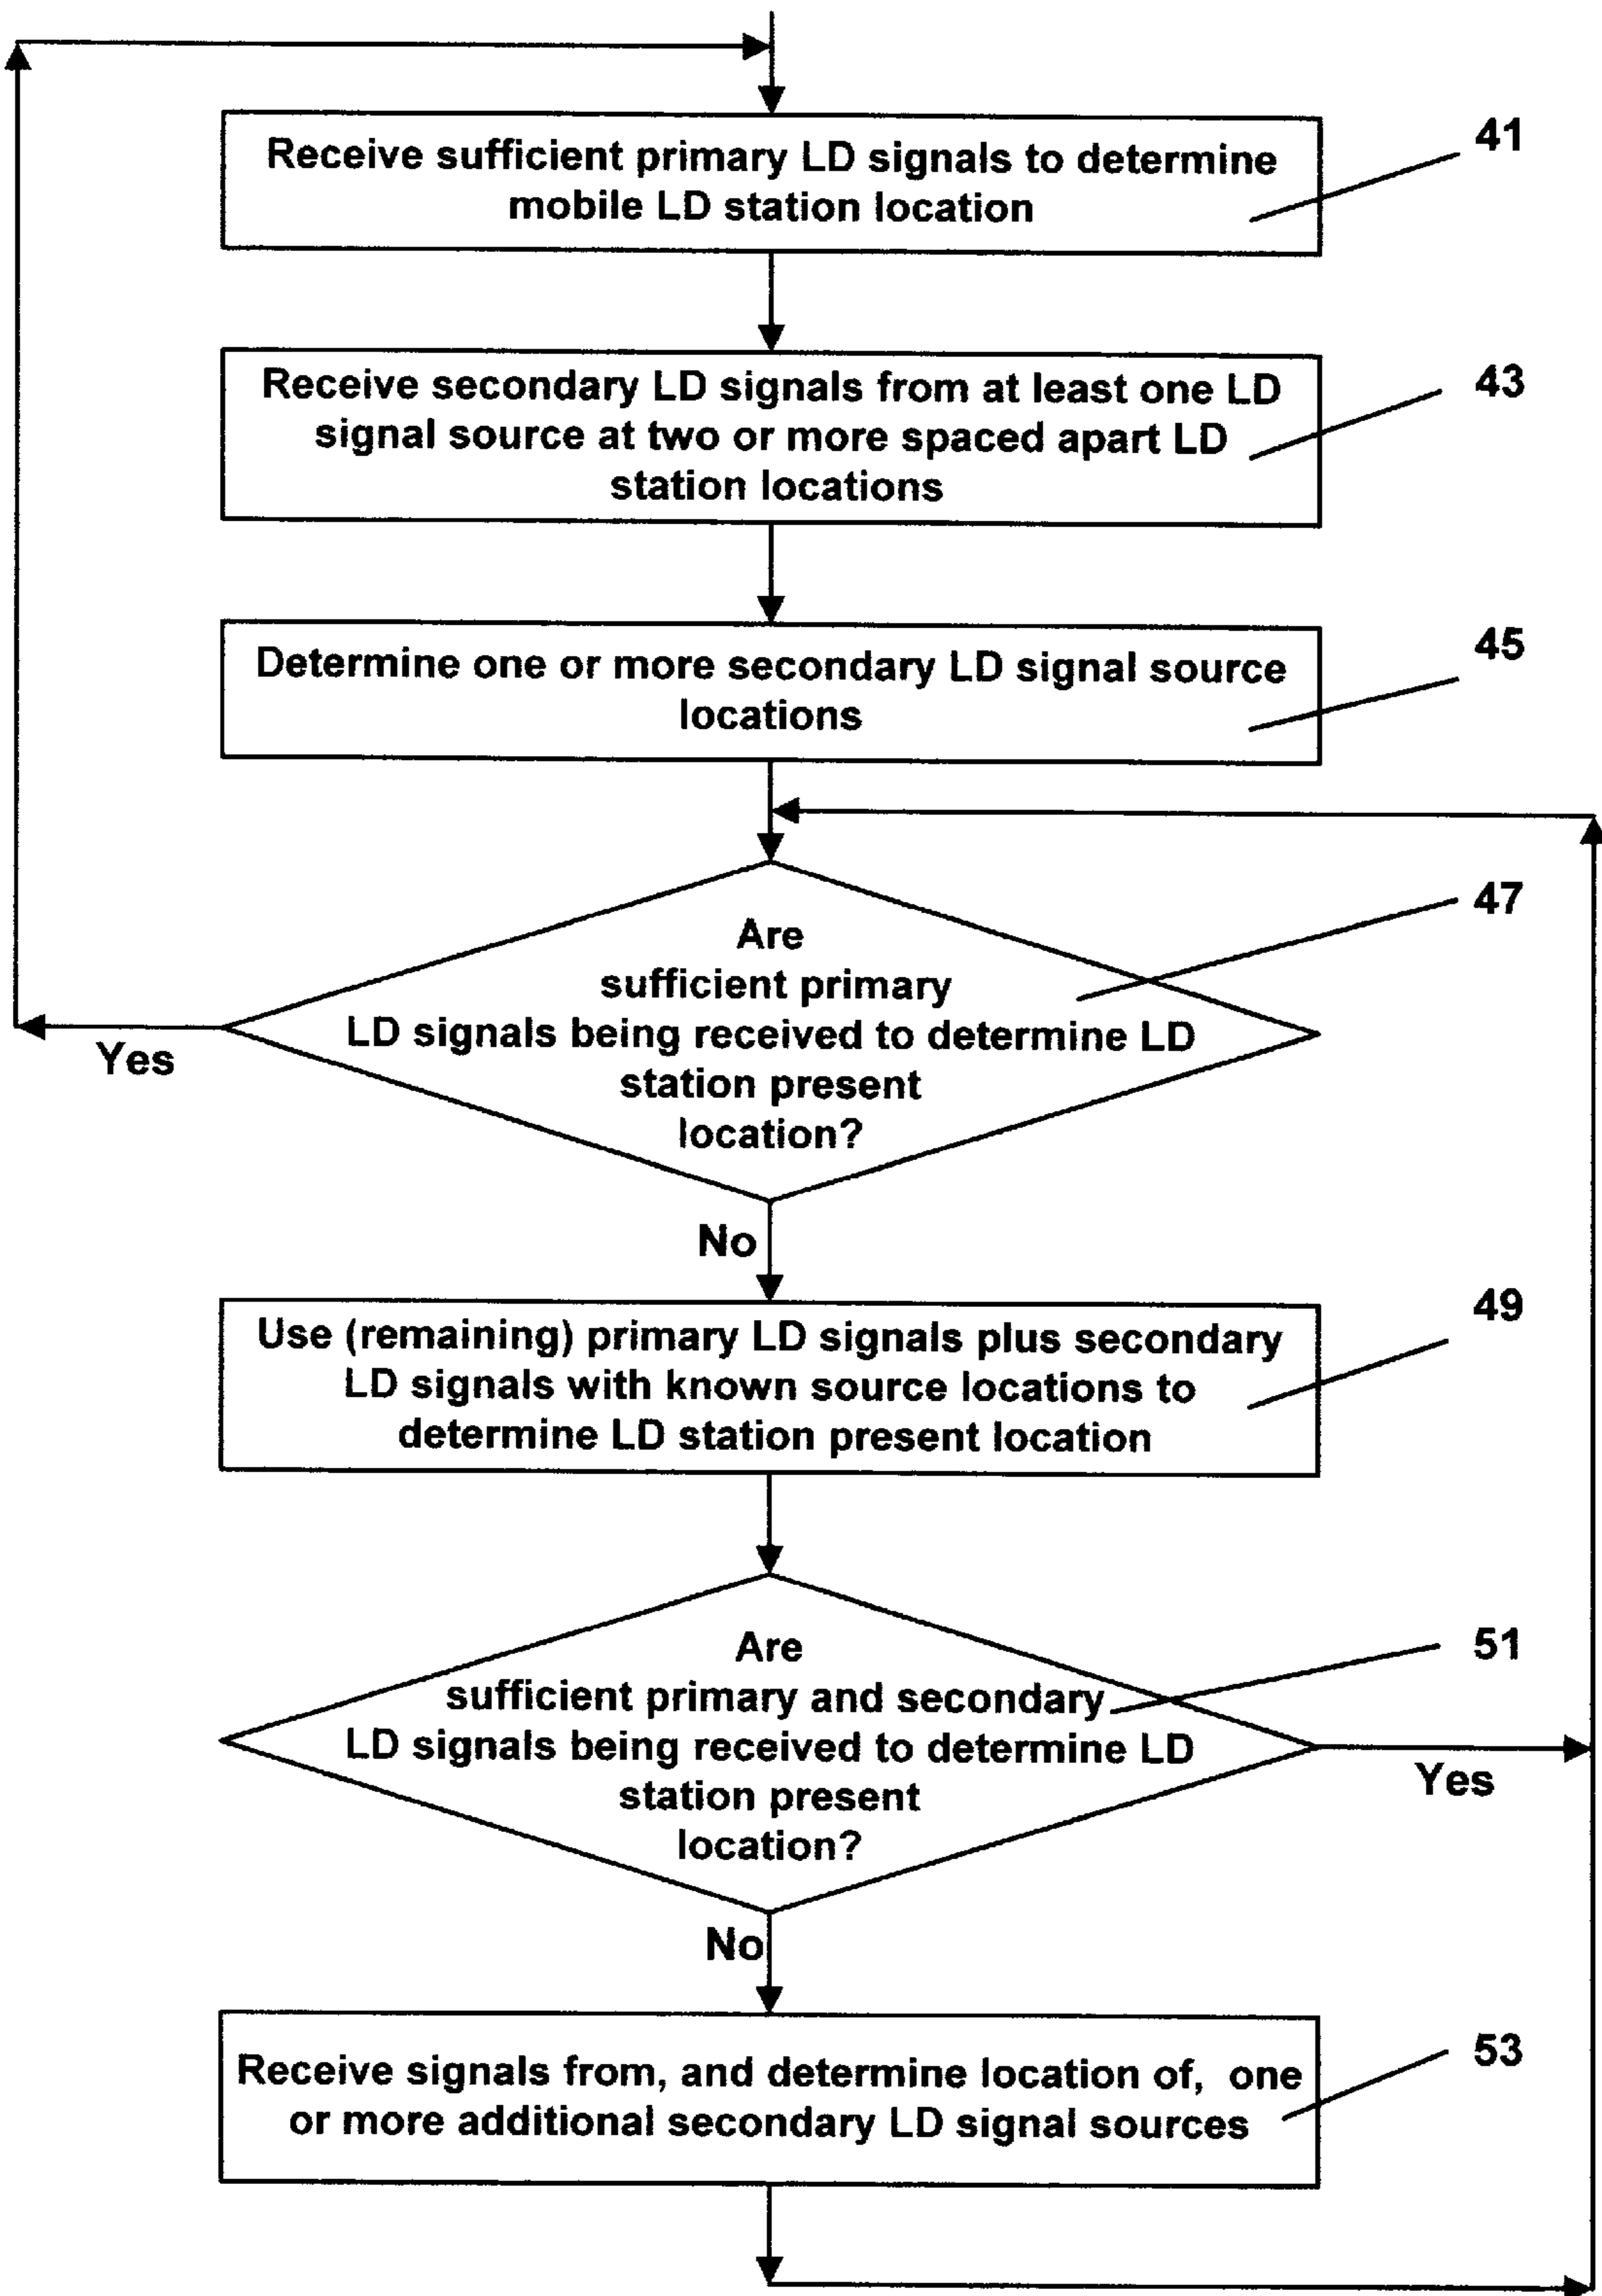 Receive sufficient primary LD signals to determine
mobile LD station location
41
Receive secondary LD signals from at least one LD
signal source at two or more spaced apart LD
station locations
43
Determine one or more secondary LD signal source
locations
45
Are
sufficient primary
LD signals being received to determine LD
station present
location?
47
Yes
No
Use (remaining) primary LD signals plus secondary
LD signals with known source locations to
determine LD station present location
49
Are
sufficient primary and secondary
LD signals being received to determine LD
station present
location?
51
Yes
No
Receive signals from, and determine location of, one
or more additional secondary LD signal sources
53